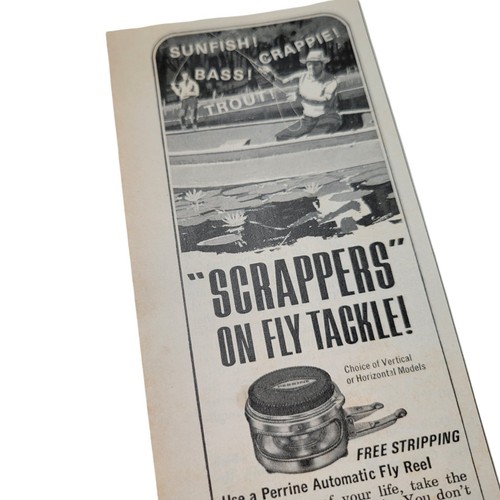 SUNFISH!
CRAPPIE!
BASS!
TROUT!
"SCRAPPERS"
ON FLY TACKLE!
Choice of Vertical
or Horizontal Models
PERRINE
FREE STRIPPING
Use a Perrine Automatic Fly Reel
of your life, take the
You don't